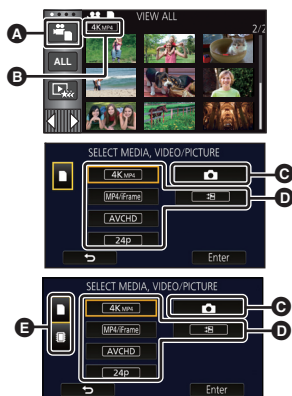 VIEW ALL
2/2
A
4K MP4
B
ALL
SELECT MEDIA, VIDEO/PICTURE
4K MP4
C
MP4/iFrame
D
AVCHD
24p
Enter
SELECT MEDIA, VIDEO/PICTURE
4K MP4
C
E
MP4/iFrame
D
AVCHD
24p
Enter